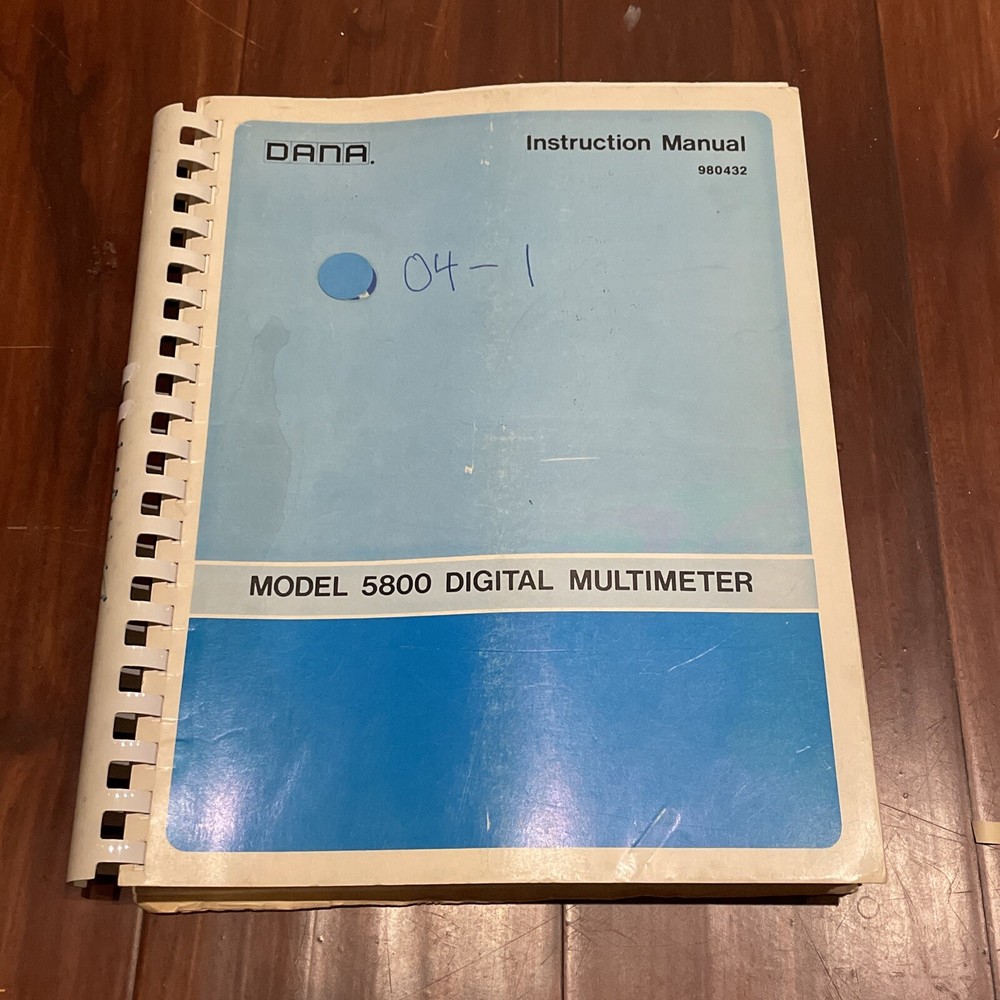 DANA.
Instruction Manual
980432
04-1
MODEL 5800 DIGITAL MULTIMETER